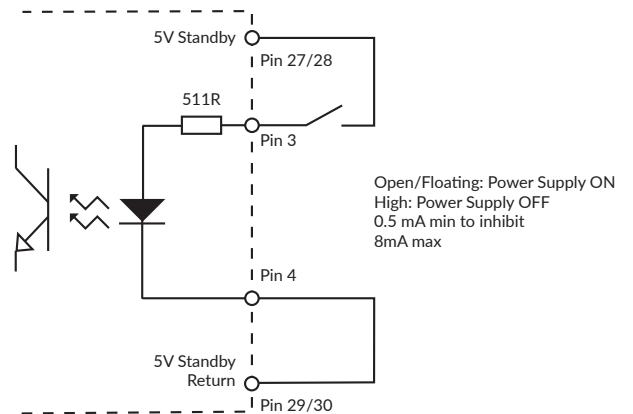 5V Standby
Pin 27/28
511R
Pin 3
Open/Floating: Power Supply ON
High: Power Supply OFF
0.5 mA min to inhibit
8mA max
Pin 4
5V Standby
Return
Pin 29/30